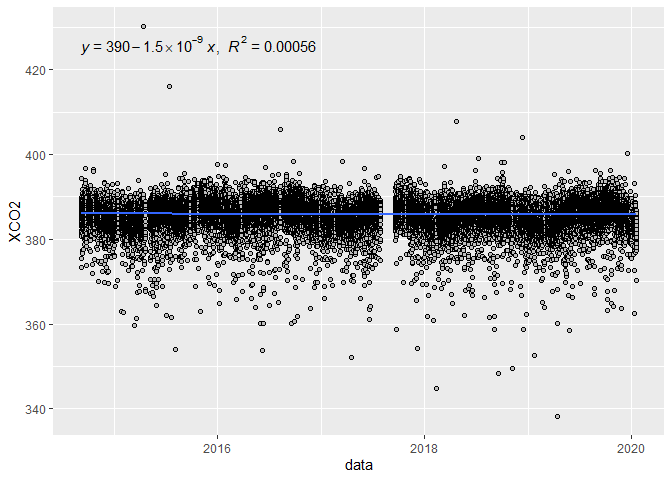 y = 390 − 1.5 × 10⁻⁹ x, R² = 0.00056
420
400
380
360
340
XCO2
2016
2018
2020
data